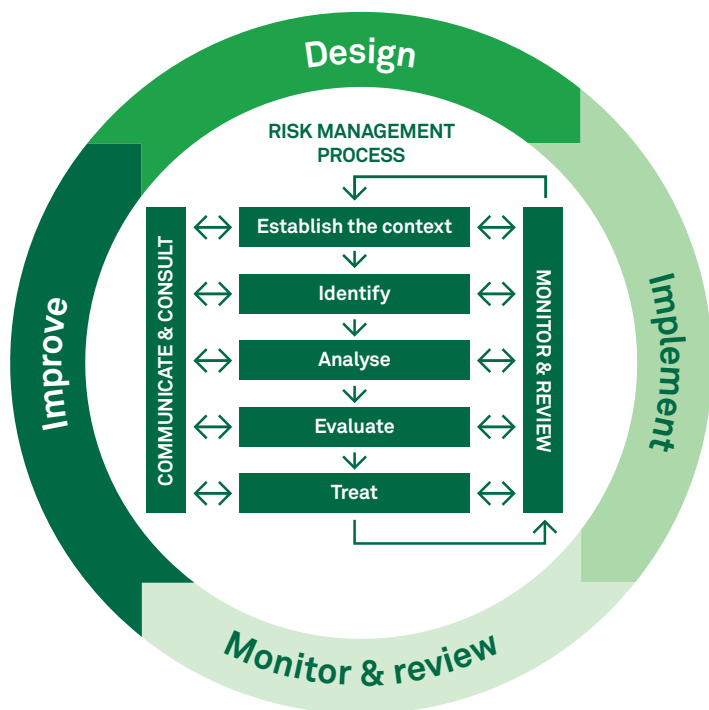 Design
RISK MANAGEMENT
PROCESS
Establish the context
Identify
Analyse
Evaluate
Treat
COMMUNICATE & CONSULT
MONITOR & REVIEW
Implement
Monitor & review
Improve